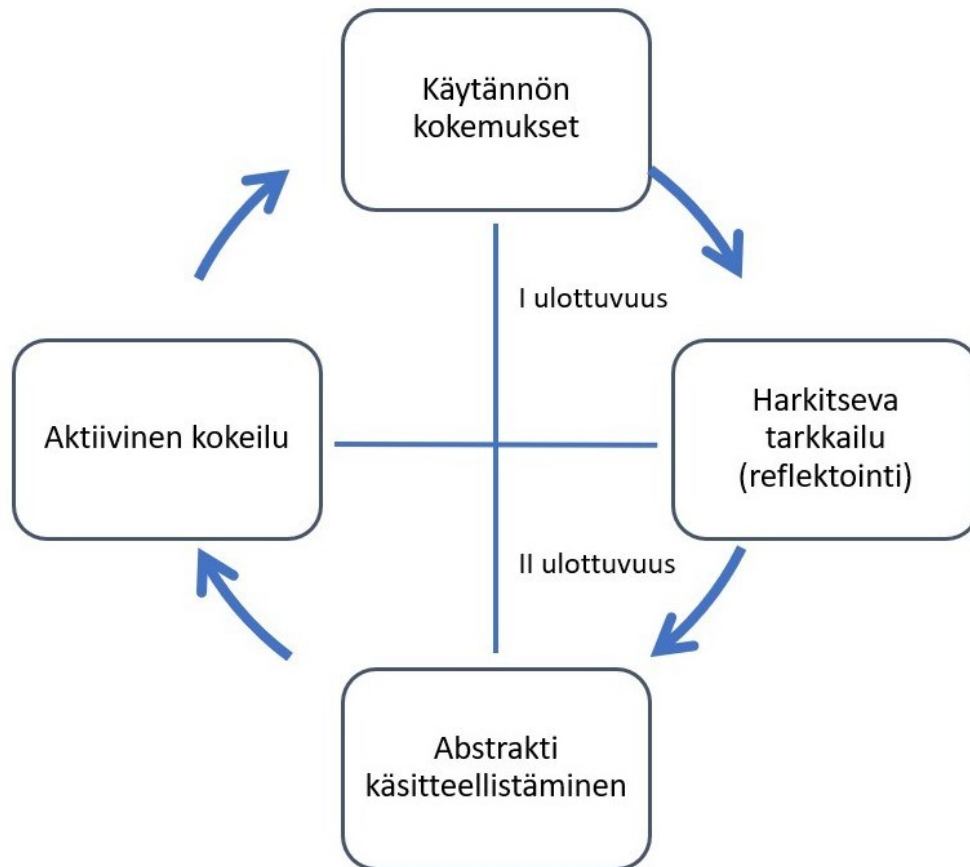 Käytännön
kokemukset
I ulottuvuus
Aktiivinen kokeilu
Harkitseva
tarkkailu
(reflektointi)
II ulottuvuus
Abstrakti
käsitteellistäminen